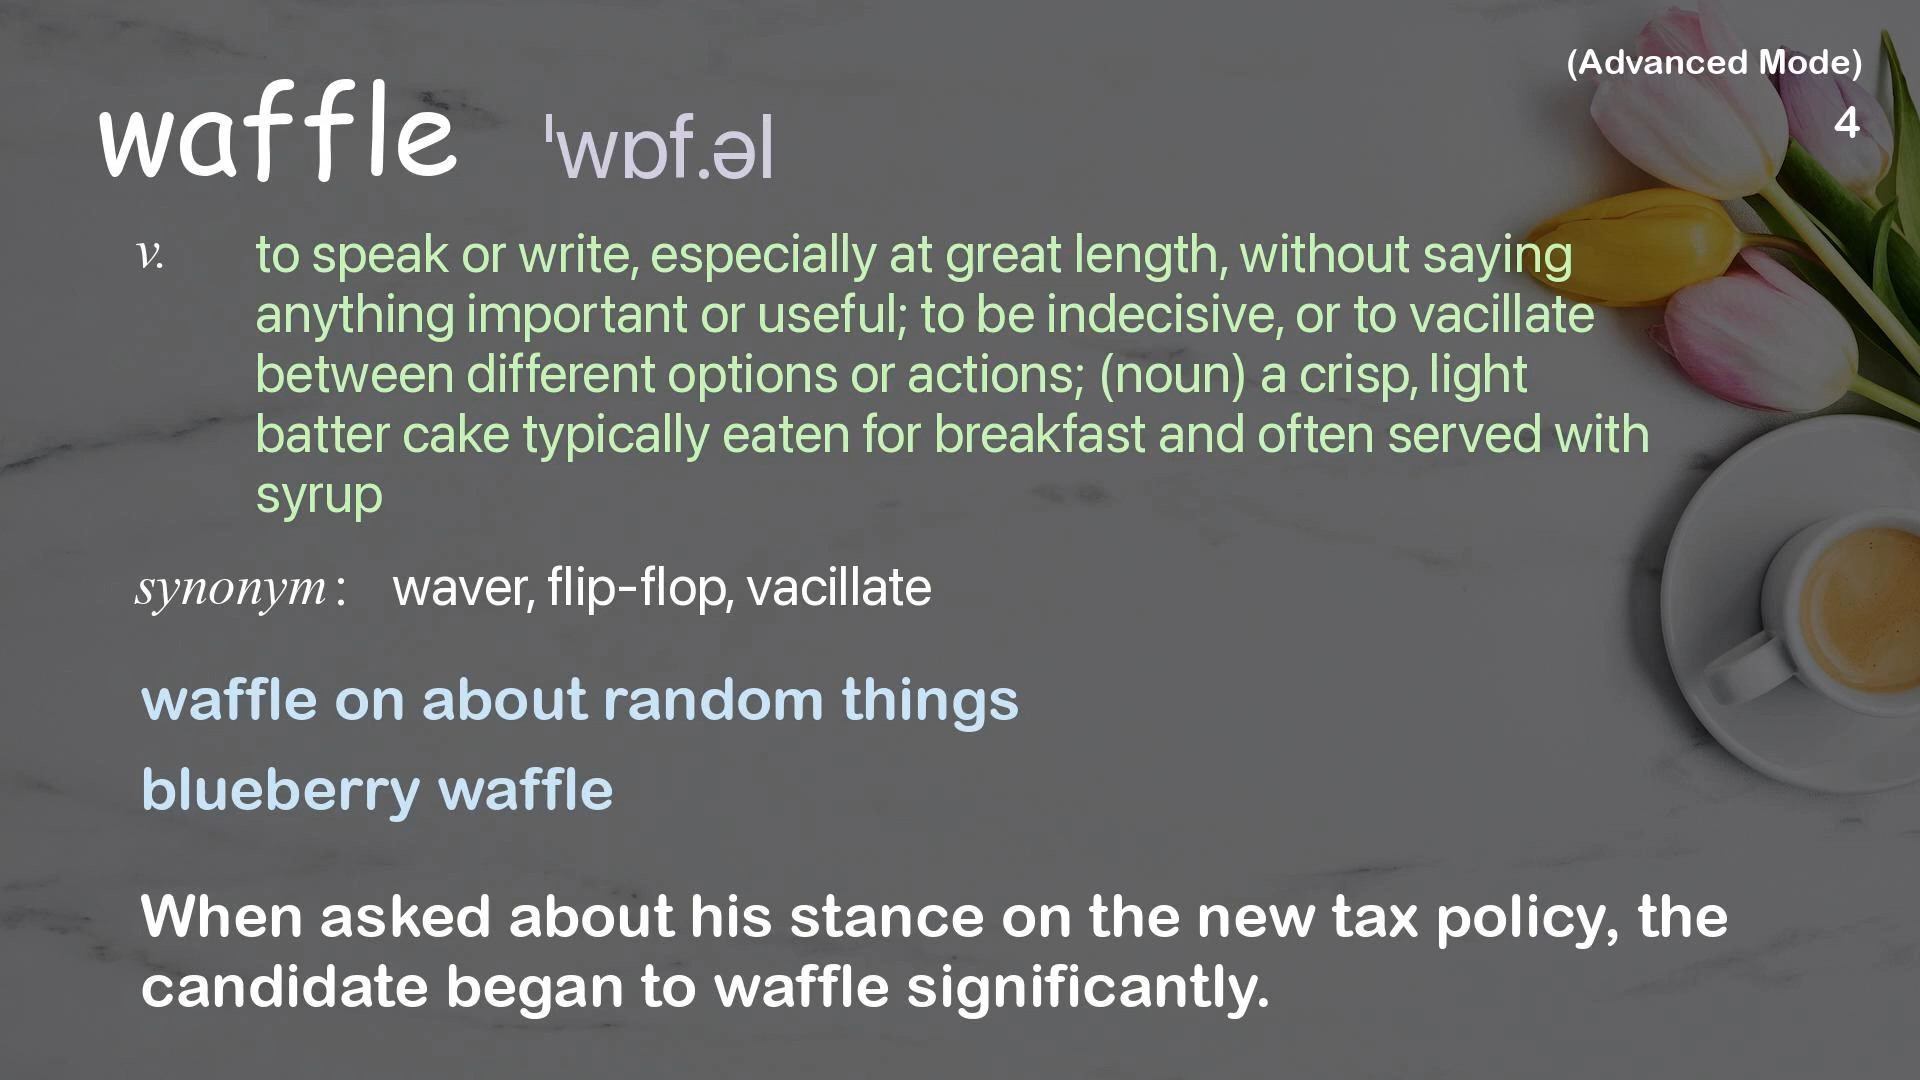 (Advanced Mode)
4
waffle ˈwɒf.əl
v. to speak or write, especially at great length, without saying
anything important or useful; to be indecisive, or to vacillate
between different options or actions; (noun) a crisp, light
batter cake typically eaten for breakfast and often served with
syrup
synonym: waver, flip-flop, vacillate
waffle on about random things
blueberry waffle
When asked about his stance on the new tax policy, the
candidate began to waffle significantly.